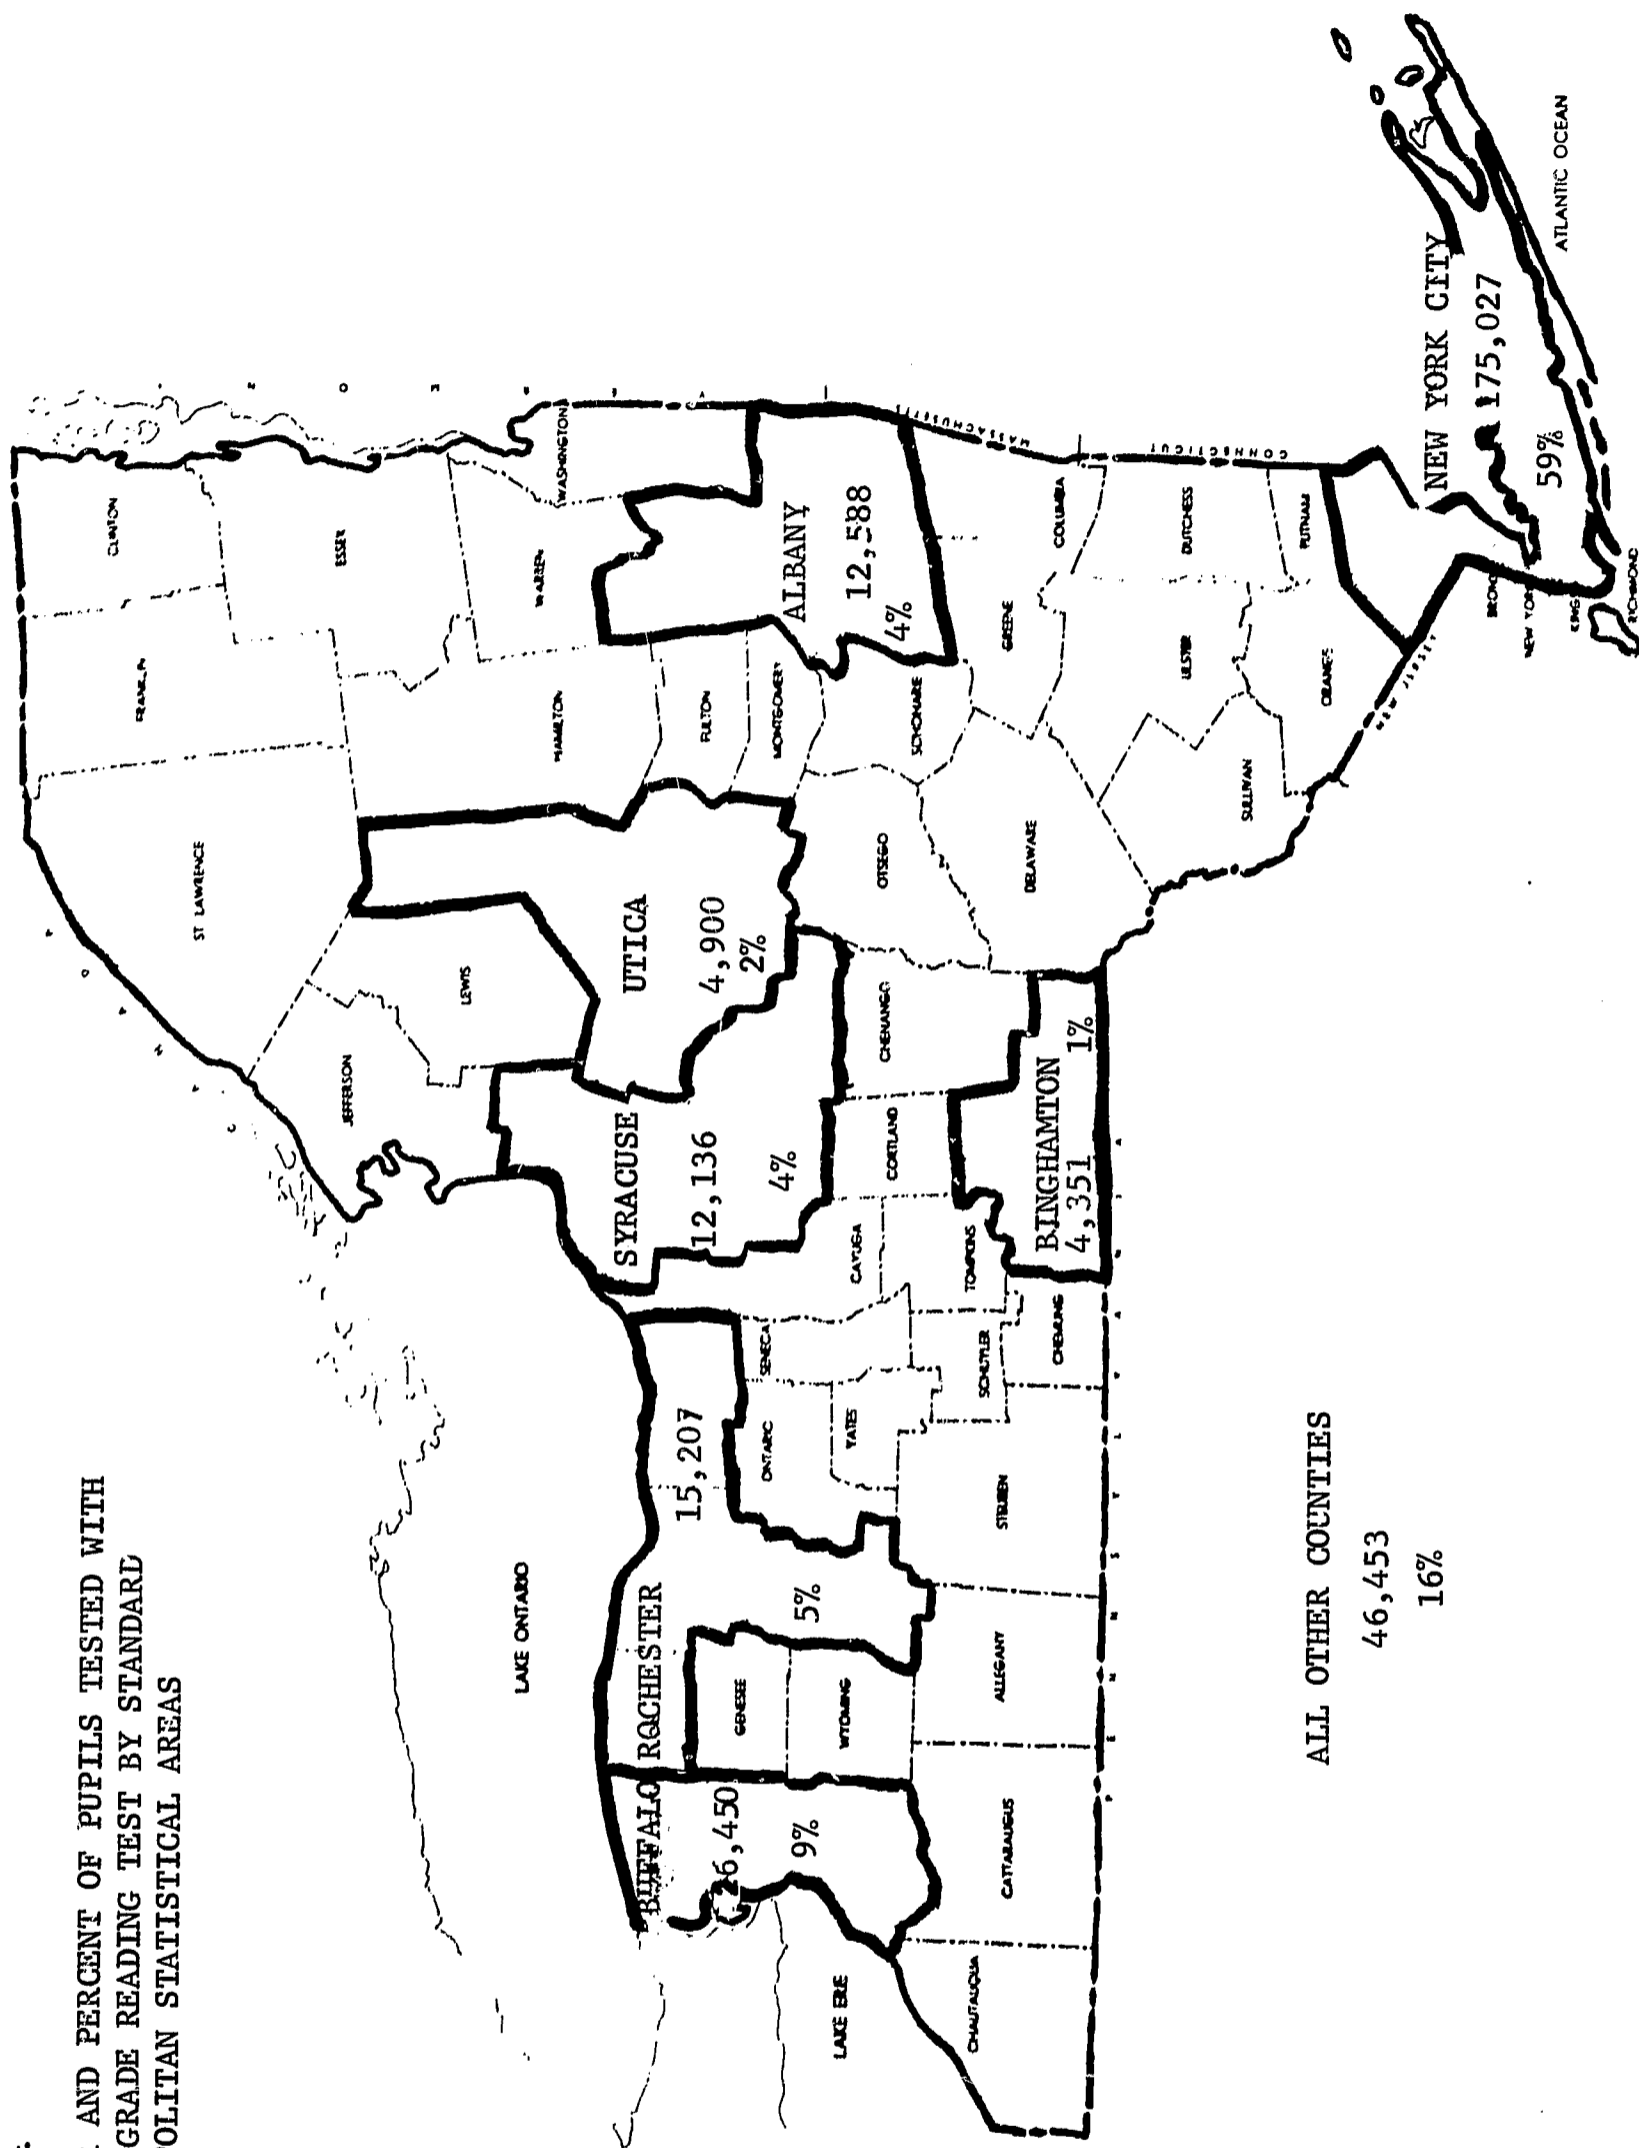 AND PERCENT OF PUPILS TESTED WITH
GRADE READING TEST BY STANDARD
STATISTICAL AREAS
CLINTON
FRANKLIN
ESSEX
ST LAWRENCE
WARREN
WASHINGTON
HAMILTON
JEFFERSON
LEWIS
FULTON
MONTGOMERY
LAKE ONTARIO
ALBANY
12,588
4%
UTICA
4,900
2%
SYRACUSE
12,136
4%
ROCHESTER
15,207
5%
BUFFALO
26,450
9%
GENESEE
WYOMING
ONTARIO
SENECA
YATES
CAYUGA
CORTLAND
CHENANGO
OTSEGO
SCHOHARIE
GREENE
COLUMBIA
MASSACHUSETTS
LAKE ERIE
CHAUTAUQUA
CATTARAUGUS
ALLEGANY
STEUBEN
SCHUYLER
TOMPKINS
CHEMUNG
BINGHAMTON
4,351 1%
DELAWARE
ULSTER
DUTCHESS
CONNECTICUT
SULLIVAN
ORANGE
PUTNAM
NEW JERSEY
NEW YORK CITY
175,027
59%
BRONX
NEW YORK
KINGS
RICHMOND
ATLANTIC OCEAN
ALL OTHER COUNTIES
46,453
16%